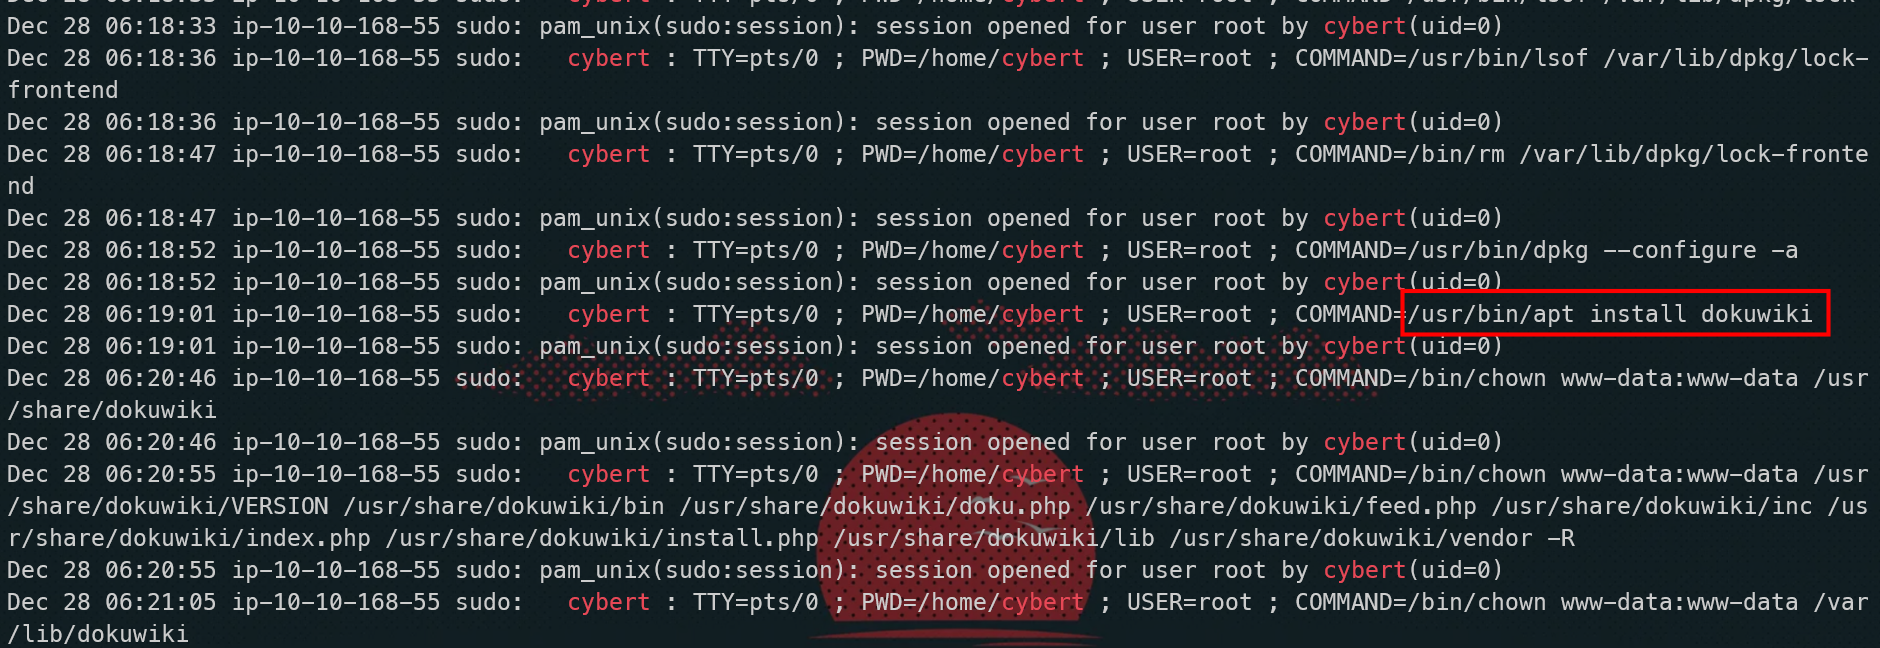 Dec 28 06:18:33 ip-10-10-168-55 sudo: pam_unix(sudo:session): session opened for user root by cybert(uid=0)
Dec 28 06:18:36 ip-10-10-168-55 sudo:   cybert : TTY=pts/0 ; PWD=/home/cybert ; USER=root ; COMMAND=/usr/bin/lsof /var/lib/dpkg/lock-
frontend
Dec 28 06:18:36 ip-10-10-168-55 sudo: pam_unix(sudo:session): session opened for user root by cybert(uid=0)
Dec 28 06:18:47 ip-10-10-168-55 sudo:   cybert : TTY=pts/0 ; PWD=/home/cybert ; USER=root ; COMMAND=/bin/rm /var/lib/dpkg/lock-fronte
nd
Dec 28 06:18:47 ip-10-10-168-55 sudo: pam_unix(sudo:session): session opened for user root by cybert(uid=0)
Dec 28 06:18:52 ip-10-10-168-55 sudo:   cybert : TTY=pts/0 ; PWD=/home/cybert ; USER=root ; COMMAND=/usr/bin/dpkg --configure -a
Dec 28 06:18:52 ip-10-10-168-55 sudo: pam_unix(sudo:session): session opened for user root by cybert(uid=0)
Dec 28 06:19:01 ip-10-10-168-55 sudo:   cybert : TTY=pts/0 ; PWD=/home/cybert ; USER=root ; COMMAND=/usr/bin/apt install dokuwiki
Dec 28 06:19:01 ip-10-10-168-55 sudo: pam_unix(sudo:session): session opened for user root by cybert(uid=0)
Dec 28 06:20:46 ip-10-10-168-55 sudo:   cybert : TTY=pts/0 ; PWD=/home/cybert ; USER=root ; COMMAND=/bin/chown www-data:www-data /usr
/share/dokuwiki
Dec 28 06:20:46 ip-10-10-168-55 sudo: pam_unix(sudo:session): session opened for user root by cybert(uid=0)
Dec 28 06:20:55 ip-10-10-168-55 sudo:   cybert : TTY=pts/0 ; PWD=/home/cybert ; USER=root ; COMMAND=/bin/chown www-data:www-data /usr
/share/dokuwiki/VERSION /usr/share/dokuwiki/bin /usr/share/dokuwiki/doku.php /usr/share/dokuwiki/feed.php /usr/share/dokuwiki/inc /us
r/share/dokuwiki/index.php /usr/share/dokuwiki/install.php /usr/share/dokuwiki/lib /usr/share/dokuwiki/vendor -R
Dec 28 06:20:55 ip-10-10-168-55 sudo: pam_unix(sudo:session): session opened for user root by cybert(uid=0)
Dec 28 06:21:05 ip-10-10-168-55 sudo:   cybert : TTY=pts/0 ; PWD=/home/cybert ; USER=root ; COMMAND=/bin/chown www-data:www-data /var
/lib/dokuwiki